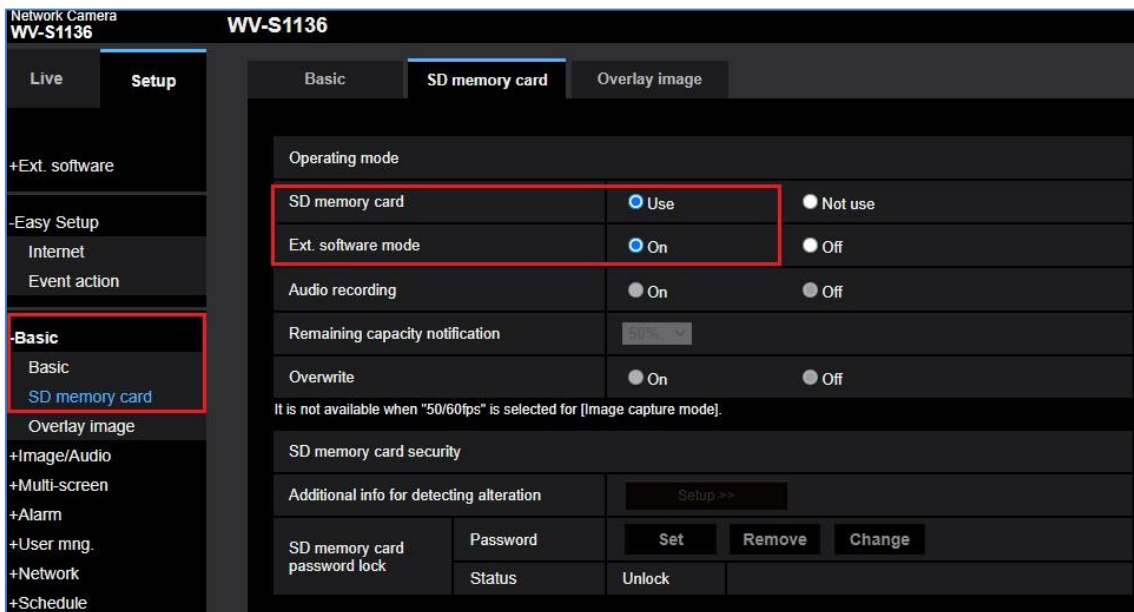 Network Camera
WV-S1136
WV-S1136
Live
Setup
+Ext. software
-Easy Setup
Internet
Event action
-Basic
Basic
SD memory card
Overlay image
+Image/Audio
+Multi-screen
+Alarm
+User mng.
+Network
+Schedule
Basic
SD memory card
Overlay image
Operating mode
SD memory card
Use
Not use
Ext. software mode
On
Off
Audio recording
On
Off
Remaining capacity notification
50%
Overwrite
On
Off
It is not available when "50/60fps" is selected for [Image capture mode].
SD memory card security
Additional info for detecting alteration
Setup >>
SD memory card
password lock
Password
Set
Remove
Change
Status
Unlock